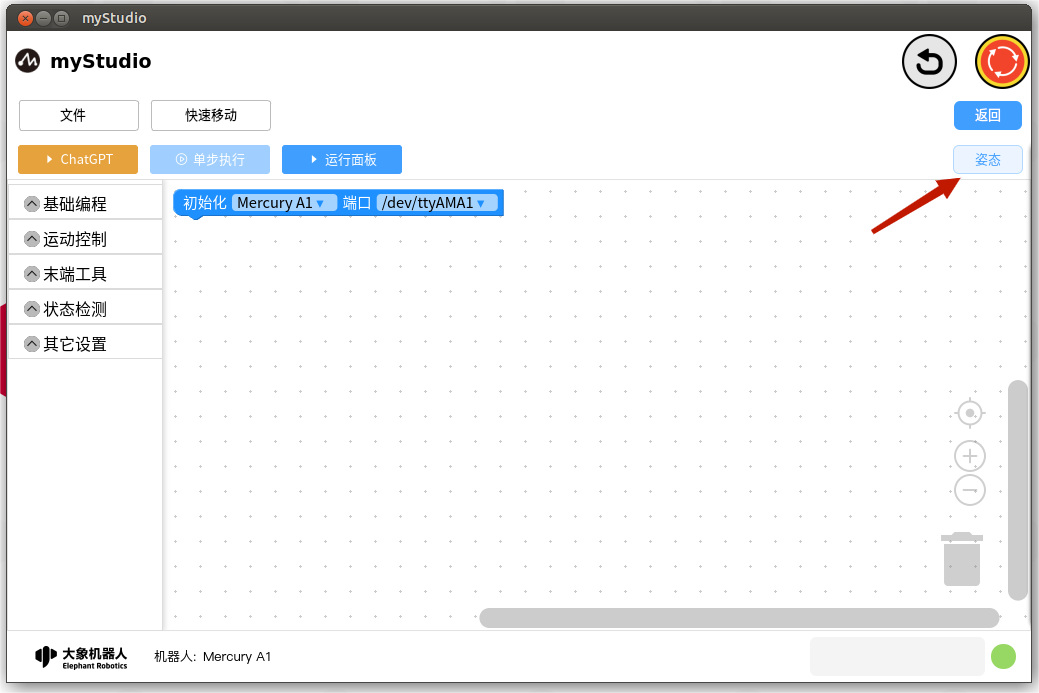 myStudio
myStudio
文件 快速移动 返回
ChatGPT 单步执行 运行面板 姿态
初始化 Mercury A1 端口 /dev/ttyAMA1
基础编程
运动控制
末端工具
状态检测
其它设置
大象机器人
Elephant Robotics
机器人: Mercury A1